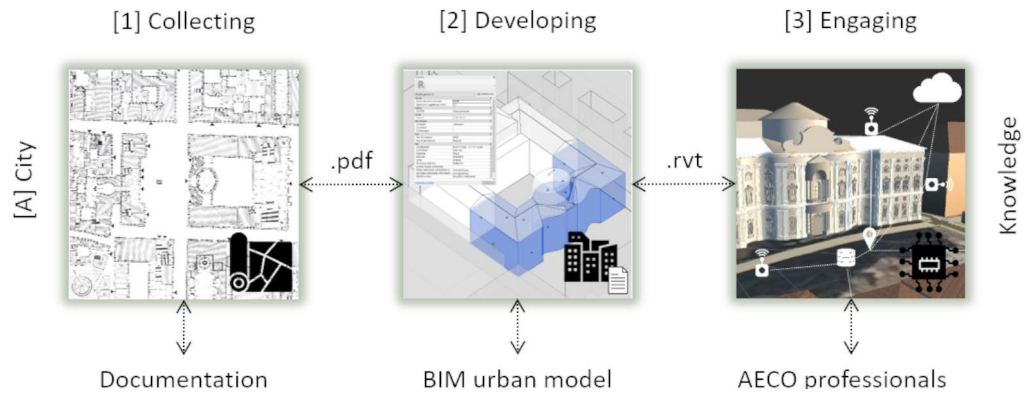 [1] Collecting
[2] Developing
[3] Engaging
[A] City
.pdf
.rvt
Knowledge
Documentation
BIM urban model
AECO professionals